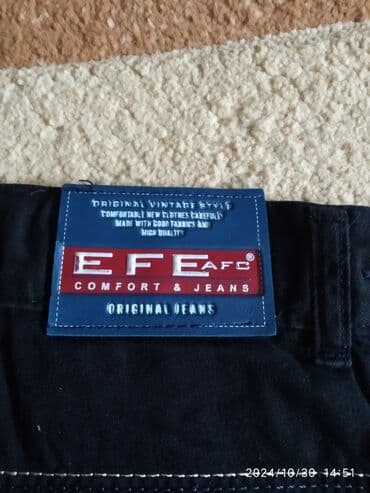 ORIGINAL VINTAGE STYLE
COMFORTABLE NEW CLOTHES CAREFULLY
MADE WITH GOOD FABRICS AND
HIGH QUALITY
EFE AFC®
COMFORT & JEANS
ORIGINAL JEANS
2024/10/30 14:51